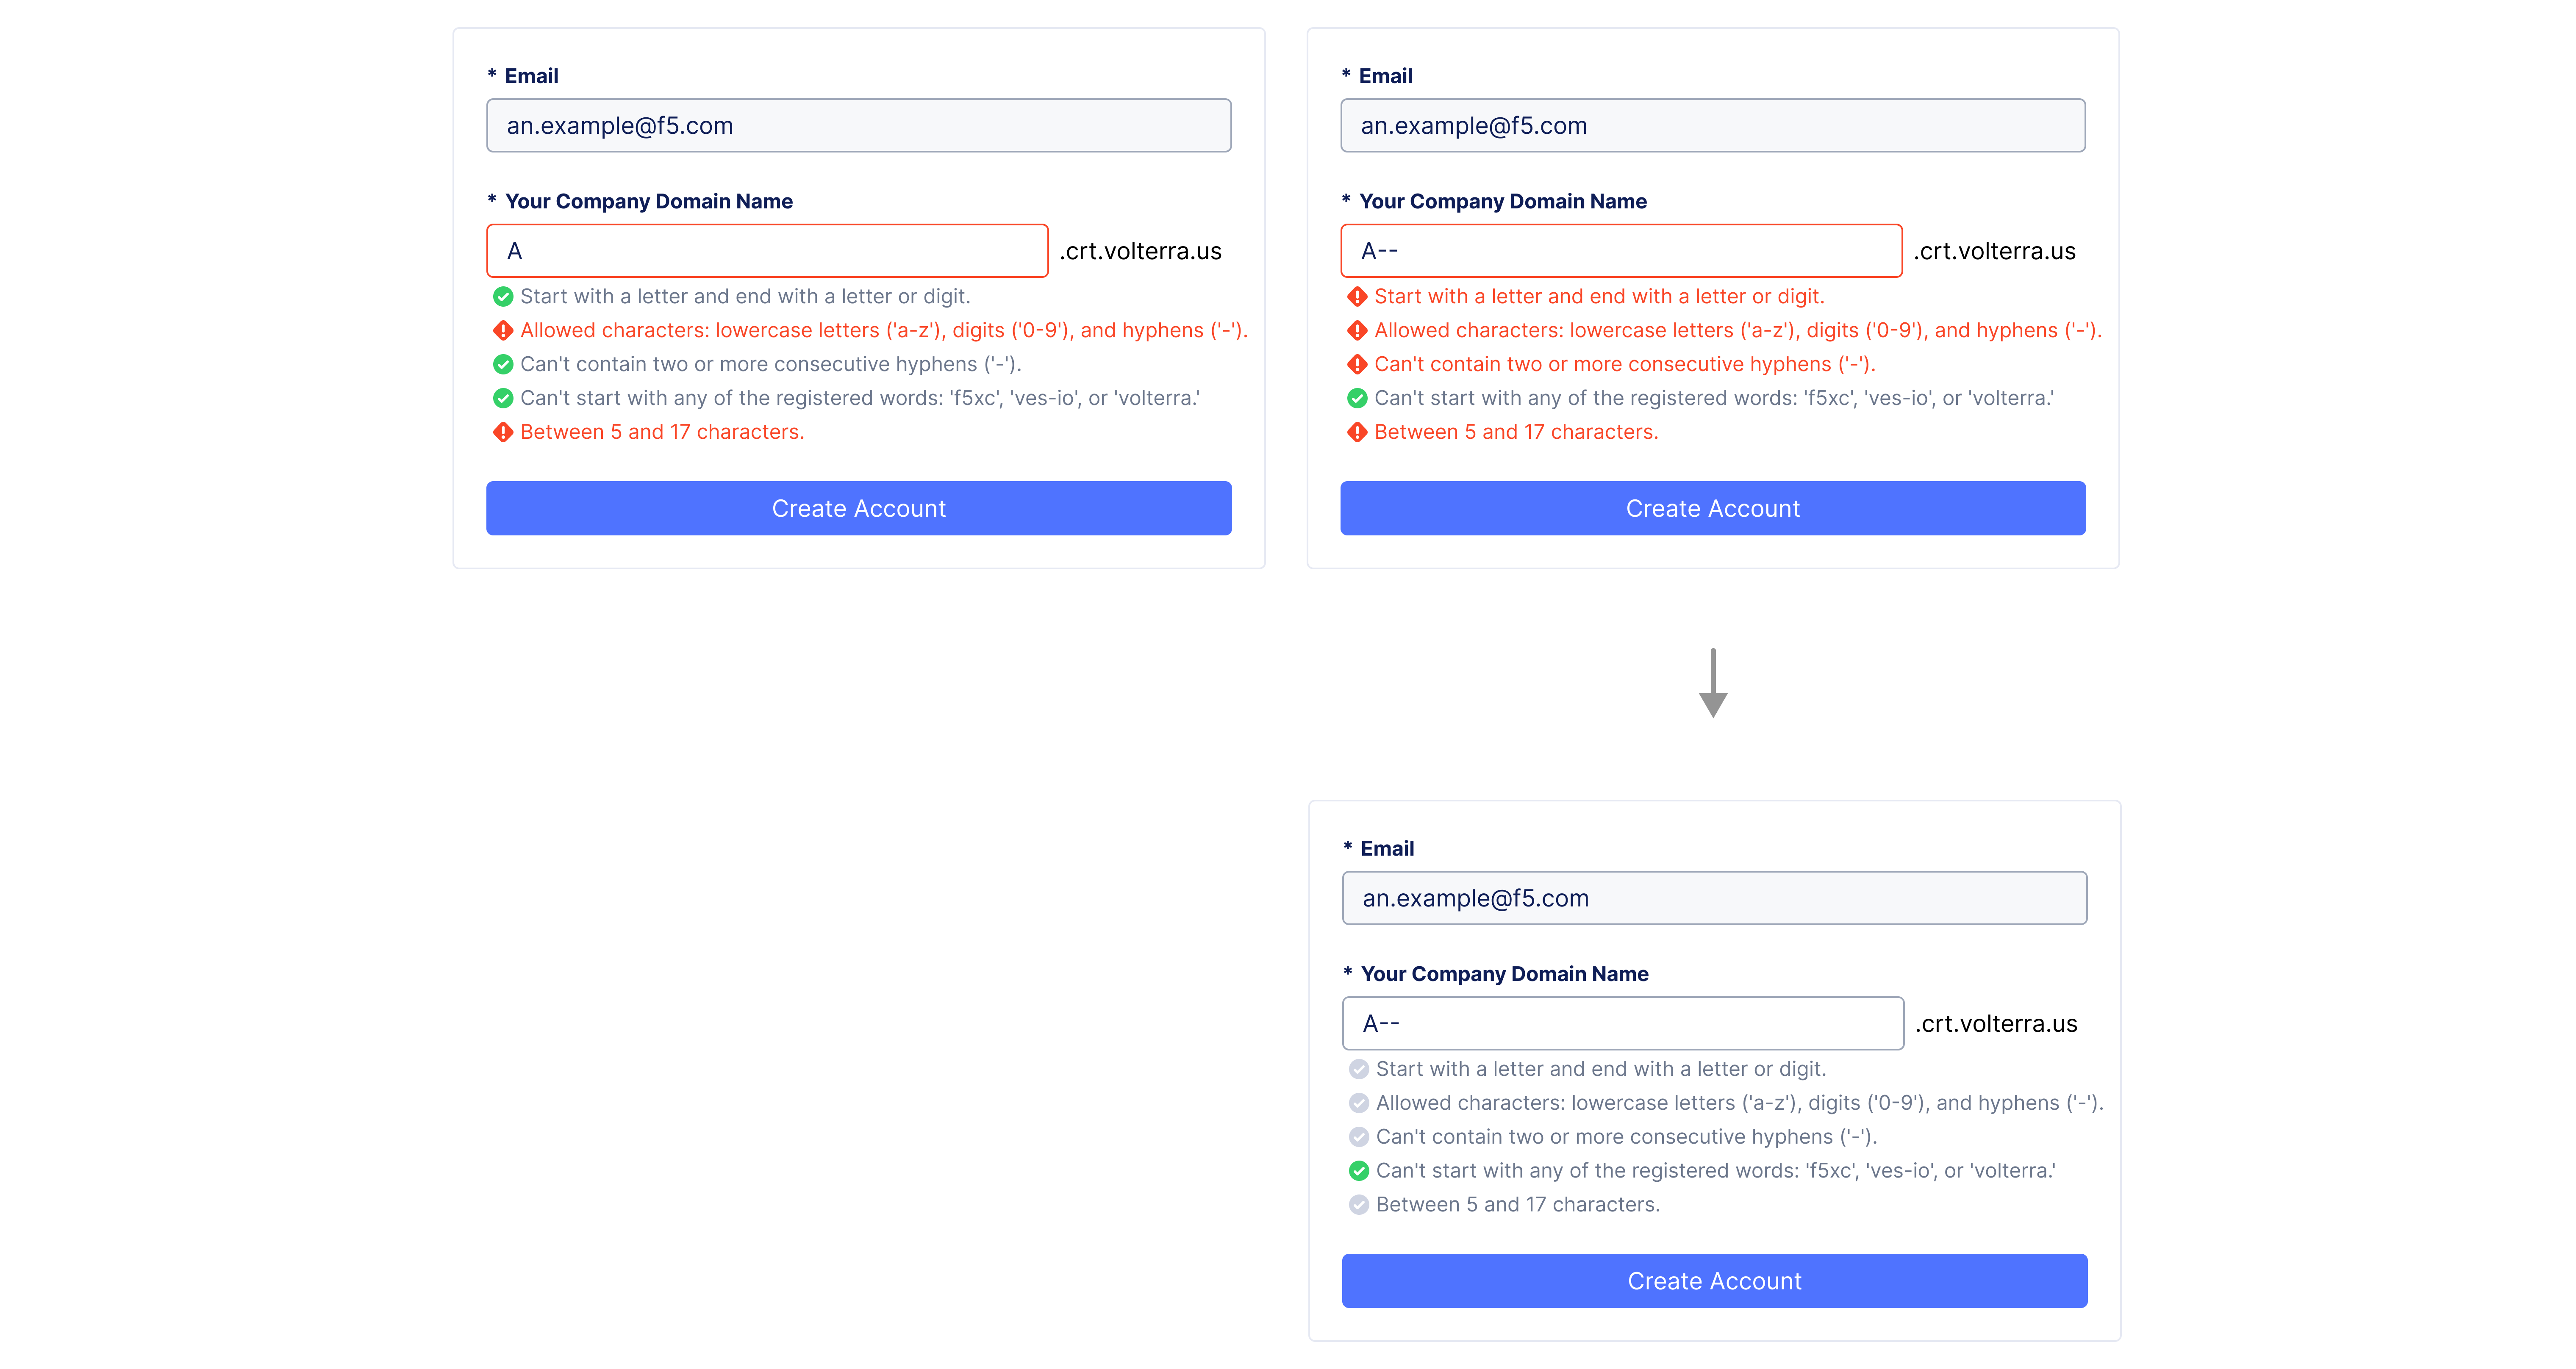 * Email
an.example@f5.com
* Your Company Domain Name
A .crt.volterra.us
Start with a letter and end with a letter or digit.
Allowed characters: lowercase letters ('a-z'), digits ('0-9'), and hyphens ('-').
Can't contain two or more consecutive hyphens ('-').
Can't start with any of the registered words: 'f5xc', 'ves-io', or 'volterra.'
Between 5 and 17 characters.
Create Account
* Email
an.example@f5.com
* Your Company Domain Name
A-- .crt.volterra.us
Start with a letter and end with a letter or digit.
Allowed characters: lowercase letters ('a-z'), digits ('0-9'), and hyphens ('-').
Can't contain two or more consecutive hyphens ('-').
Can't start with any of the registered words: 'f5xc', 'ves-io', or 'volterra.'
Between 5 and 17 characters.
Create Account
* Email
an.example@f5.com
* Your Company Domain Name
A-- .crt.volterra.us
Start with a letter and end with a letter or digit.
Allowed characters: lowercase letters ('a-z'), digits ('0-9'), and hyphens ('-').
Can't contain two or more consecutive hyphens ('-').
Can't start with any of the registered words: 'f5xc', 'ves-io', or 'volterra.'
Between 5 and 17 characters.
Create Account